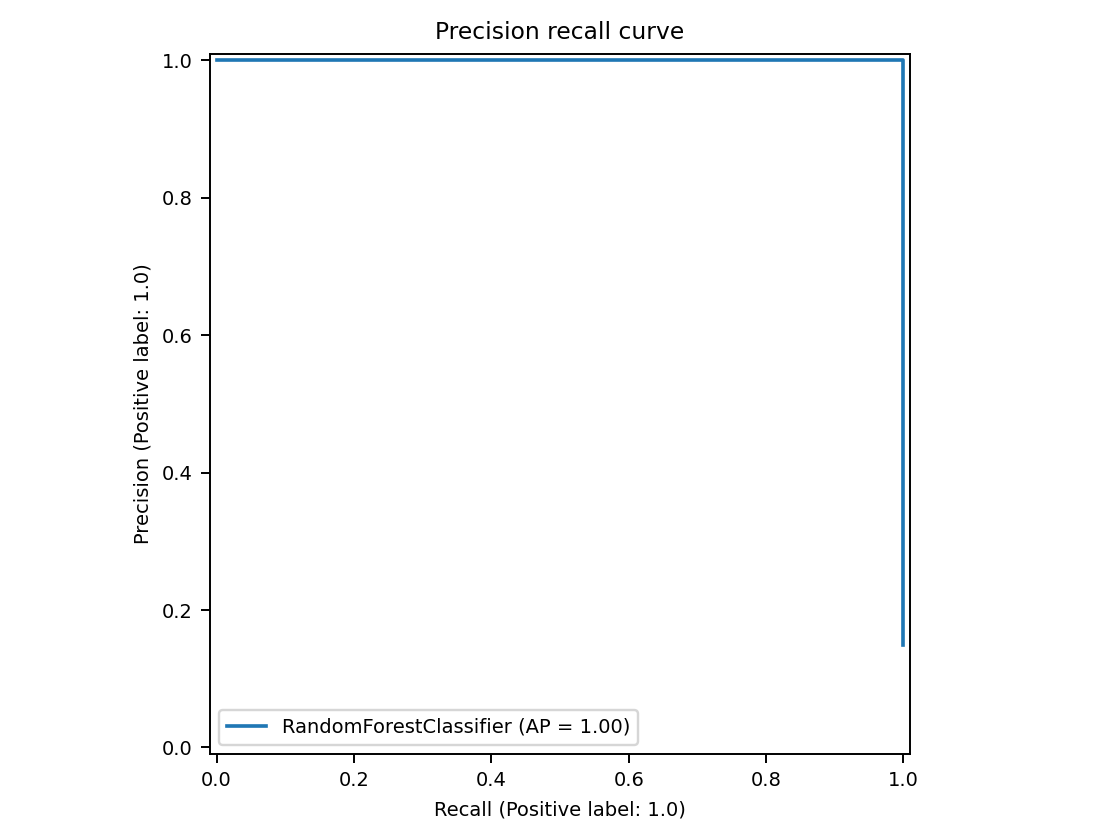 Precision recall curve
1.0
0.8
0.6
0.4
0.2
0.0
Precision (Positive label: 1.0)
RandomForestClassifier (AP = 1.00)
0.0 0.2 0.4 0.6 0.8 1.0
Recall (Positive label: 1.0)